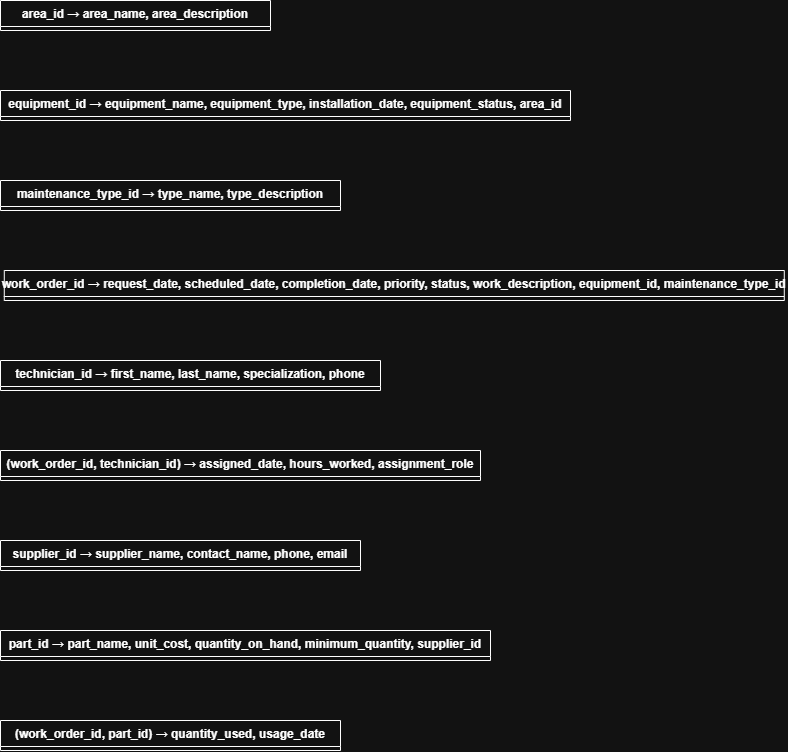 area_id → area_name, area_description
equipment_id → equipment_name, equipment_type, installation_date, equipment_status, area_id
maintenance_type_id → type_name, type_description
work_order_id → request_date, scheduled_date, completion_date, priority, status, work_description, equipment_id, maintenance_type_id
technician_id → first_name, last_name, specialization, phone
(work_order_id, technician_id) → assigned_date, hours_worked, assignment_role
supplier_id → supplier_name, contact_name, phone, email
part_id → part_name, unit_cost, quantity_on_hand, minimum_quantity, supplier_id
(work_order_id, part_id) → quantity_used, usage_date